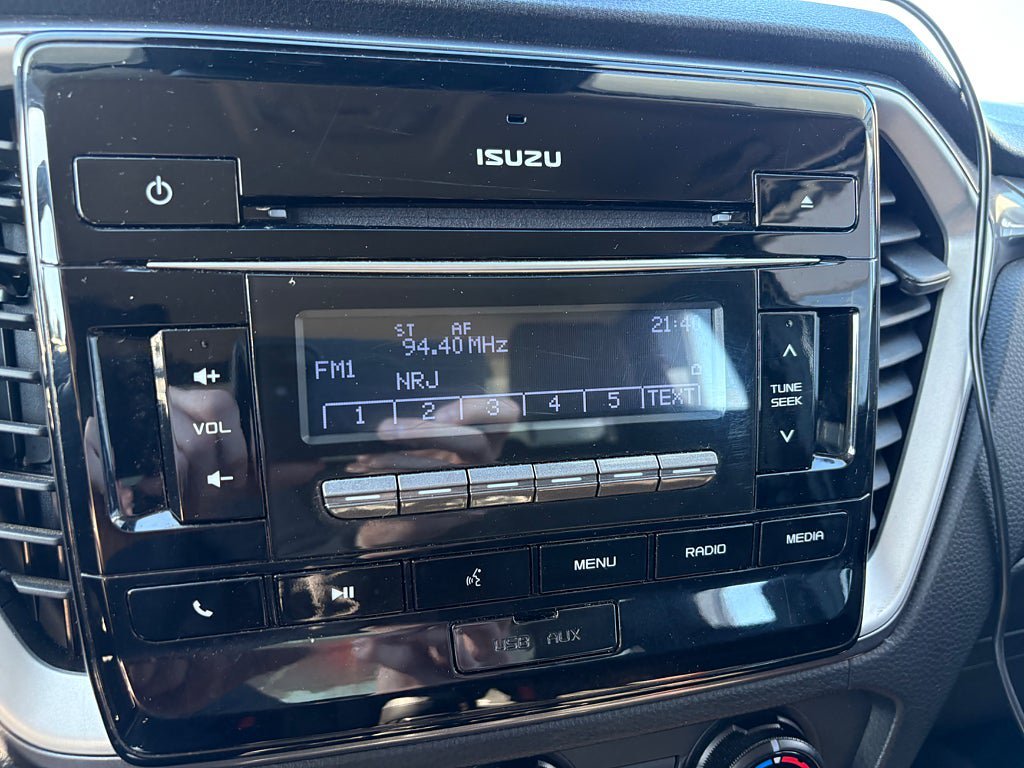 ISUZU
ST AF 21:40
94.40 MHz
FM1
NRJ
1 2 3 4 5 TEXT
VOL
TUNE
SEEK
MENU
RADIO
MEDIA
USB AUX